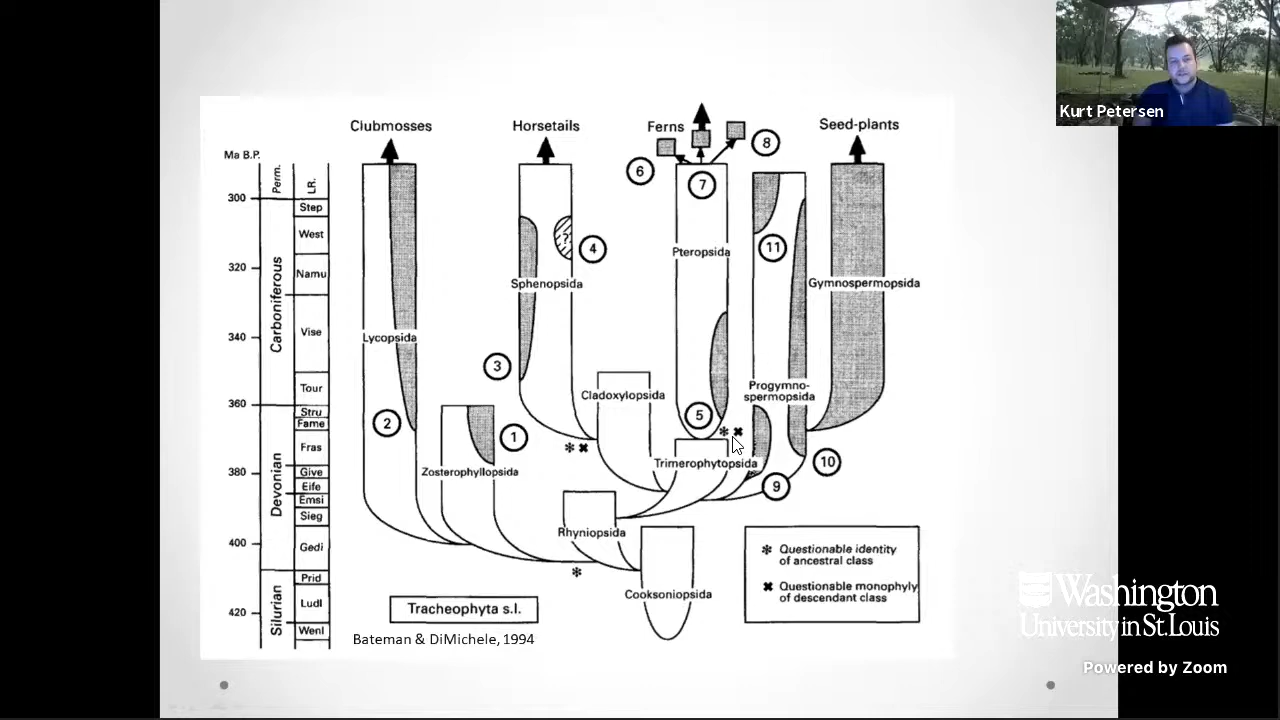 Kurt Petersen
Clubmosses
Horsetails
Ferns
Seed-plants
8
Ma B.P.
Perm.
LR.
6
7
300
Step
West
4
11
Pteropsida
320
Namu
Sphenopsida
Gymnospermopsida
Carboniferous
340
Vise
Lycopsida
3
Tour
Cladoxylopsida
Progymno-
spermopsida
360
Stru
Fame
2
5
* ✖
1
Fras
* ✖
Devonian
380
Give
Zosterophyllopsida
Trimerophytopsida
10
Eife
9
Emsi
Sieg
Rhyniopsida
400
Gedi
* Questionable identity
of ancestral class
*
Prid
✖ Questionable monophyly
of descendant class
Silurian
420
Ludl
Wenl
Cooksoniopsida
Tracheophyta s.l.
Bateman & DiMichele, 1994
?
Washington
University in St. Louis
Powered by Zoom